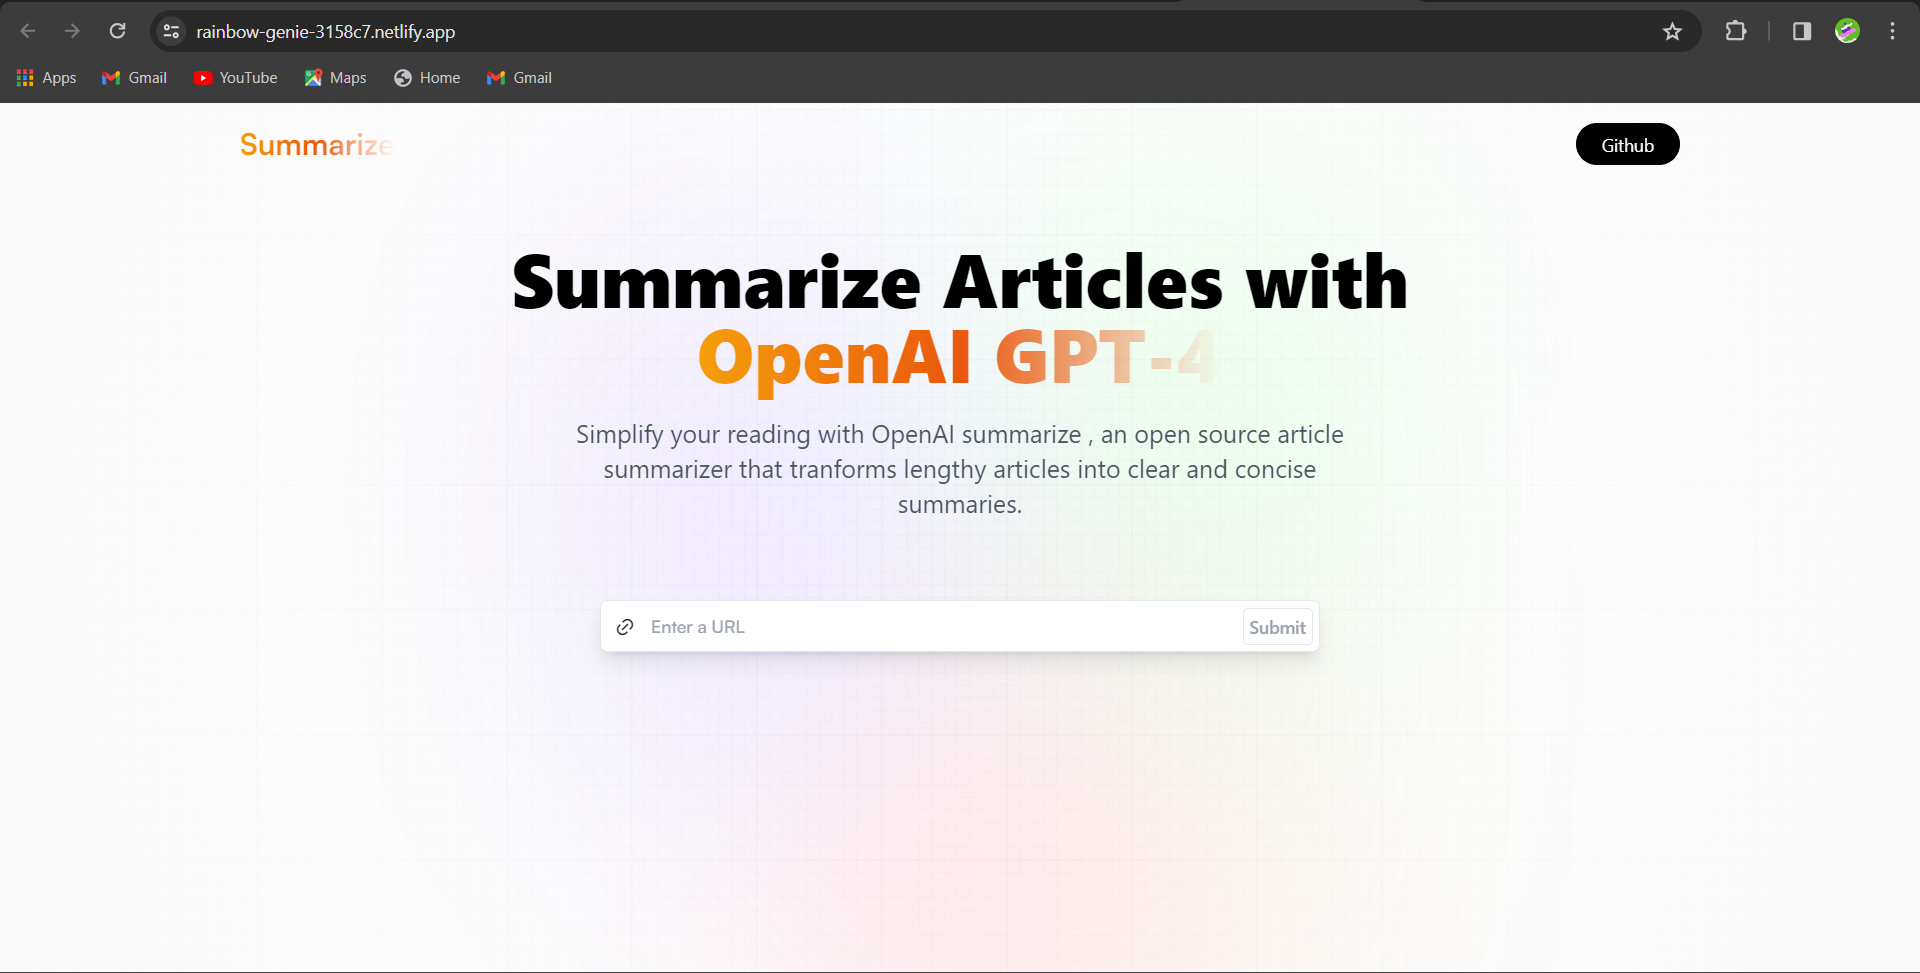 rainbow-genie-3158c7.netlify.app
Apps Gmail YouTube Maps Home Gmail
Summarize Github
Summarize Articles with
OpenAI GPT-4
Simplify your reading with OpenAI summarize , an open source article
summarizer that tranforms lengthy articles into clear and concise
summaries.
Enter a URL Submit